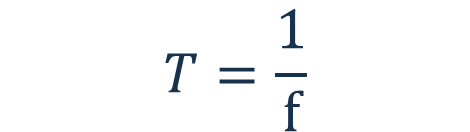 T = 1/f